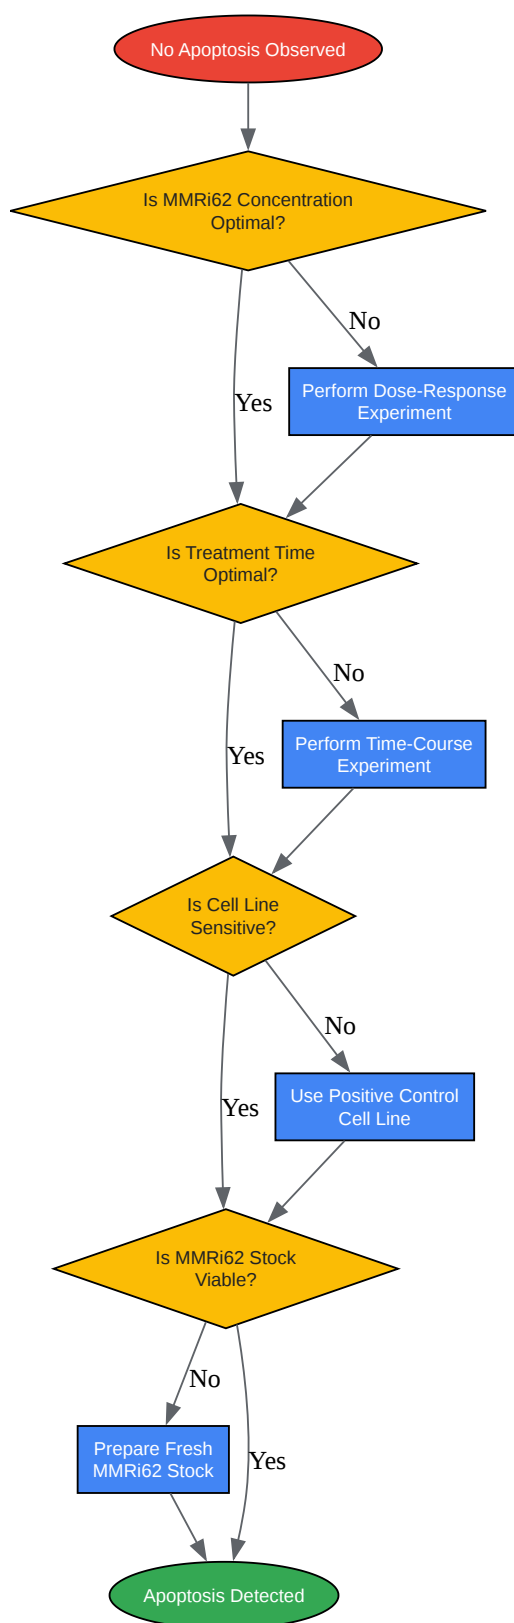 No Apoptosis Observed
Is MMRi62 Concentration
Optimal?
No
Perform Dose-Response
Experiment
Yes
Is Treatment Time
Optimal?
No
Perform Time-Course
Experiment
Yes
Is Cell Line
Sensitive?
No
Use Positive Control
Cell Line
Yes
Is MMRi62 Stock
Viable?
No
Prepare Fresh
MMRi62 Stock
Yes
Apoptosis Detected